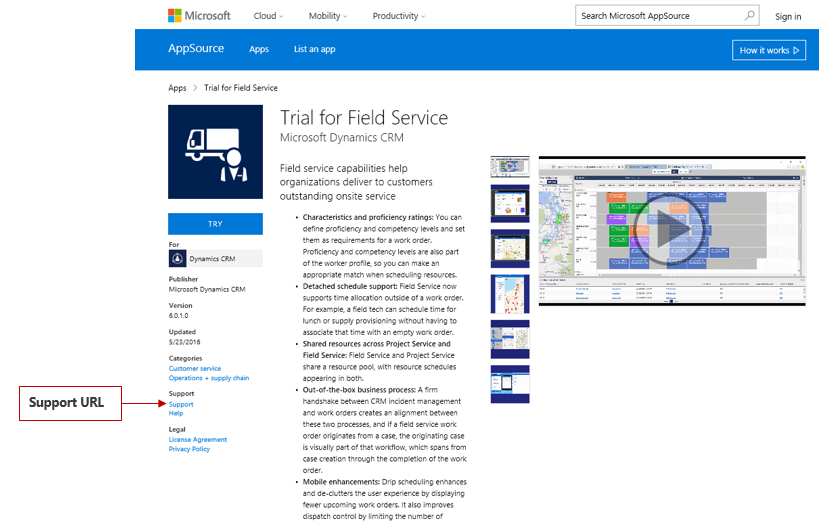 Microsoft
Cloud
Mobility
Productivity
Search Microsoft AppSource
Sign in
AppSource
Apps
List an app
How it works
Apps > Trial for Field Service
Trial for Field Service
Microsoft Dynamics CRM
Field service capabilities help
organizations deliver to customers
outstanding onsite service
• Characteristics and proficiency ratings: You can
define proficiency and competency levels and set
them as requirements for a work order.
Proficiency and competency levels are also part
of the worker profile, so you can make an
appropriate match when scheduling resources.
• Detached schedule support: Field Service now
supports time allocation outside of a work order.
For example, a field tech can schedule time for
lunch or supply provisioning without having to
associate that time with an empty work order.
• Shared resources across Project Service and
Field Service: Field Service and Project Service
share a resource pool, with resource schedules
appearing in both.
• Out-of-the-box business process: A firm
handshake between CRM incident management
and work orders creates an alignment between
these two processes, and if a field service work
order originates from a case, the originating case
is visually part of that workflow, which spans from
case creation through the completion of the work
order.
• Mobile enhancements: Drip scheduling enhances
and de-clutters the user experience by displaying
fewer upcoming work orders. It also improves
dispatch control by limiting the number of
TRY
For
Dynamics CRM
Publisher
Microsoft Dynamics CRM
Version
6.0.1.0
Updated
5/23/2016
Categories
Customer service
Operations + supply chain
Support
Support
Help
Legal
License Agreement
Privacy Policy
Support URL